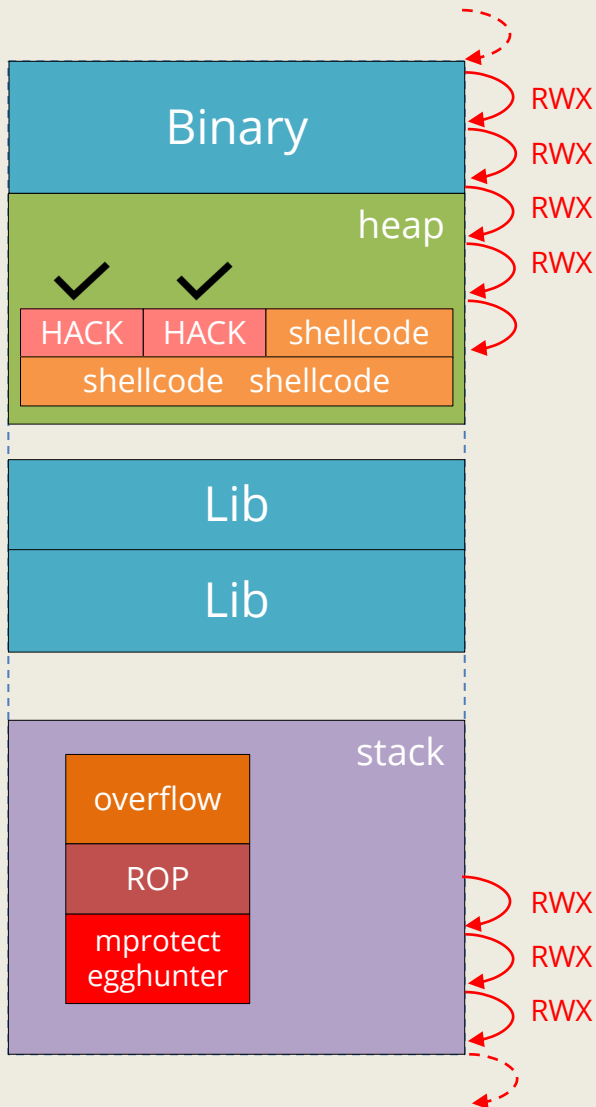 RWX
Binary
RWX
RWX
heap
RWX
HACK HACK shellcode
shellcode shellcode
Lib
Lib
stack
overflow
ROP
RWX
mprotect
RWX
egghunter
RWX